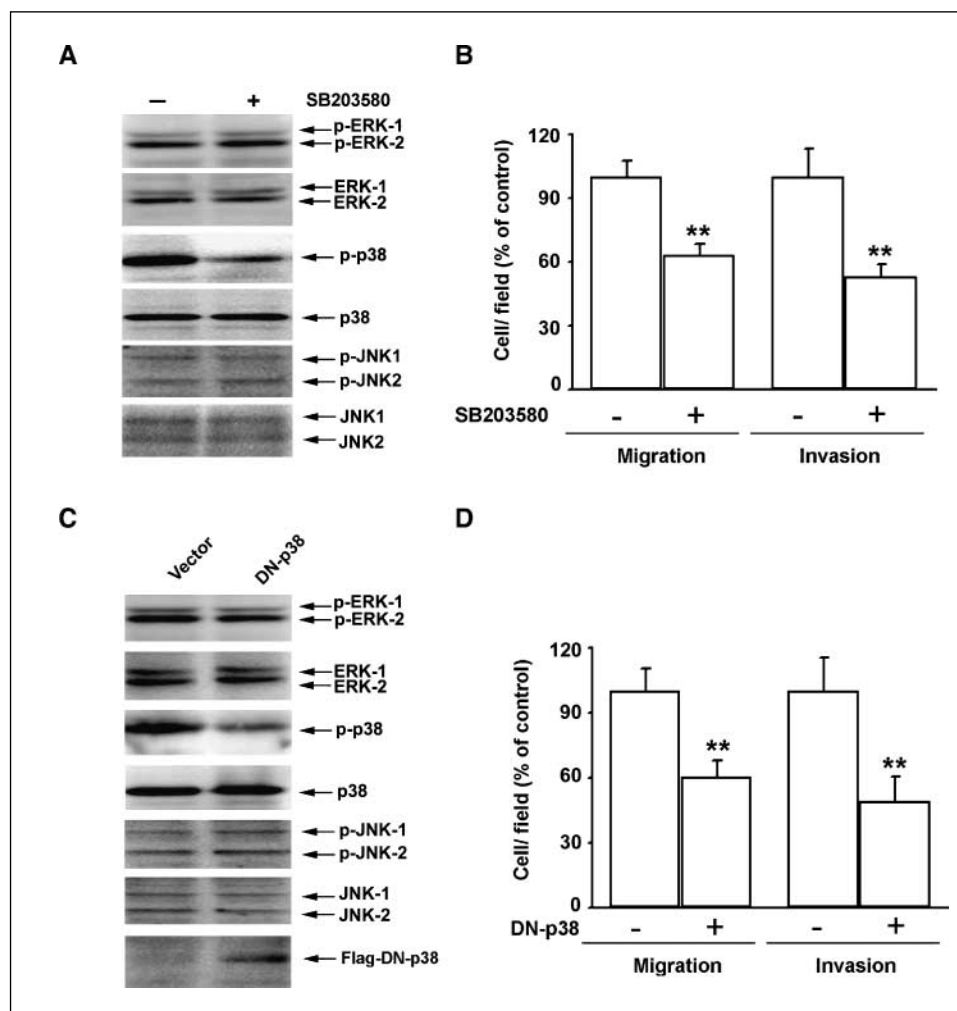 A
— + SB203580
p-ERK-1
p-ERK-2
ERK-1
ERK-2
p-p38
p38
p-JNK1
p-JNK2
JNK1
JNK2
B
Cell/ field (% of control)
120
90
60
30
0
**
**
SB203580 - + - +
Migration Invasion
C
Vector DN-p38
p-ERK-1
p-ERK-2
ERK-1
ERK-2
p-p38
p38
p-JNK-1
p-JNK-2
JNK-1
JNK-2
Flag-DN-p38
D
Cell/ field (% of control)
120
90
60
30
0
**
**
DN-p38 - + - +
Migration Invasion